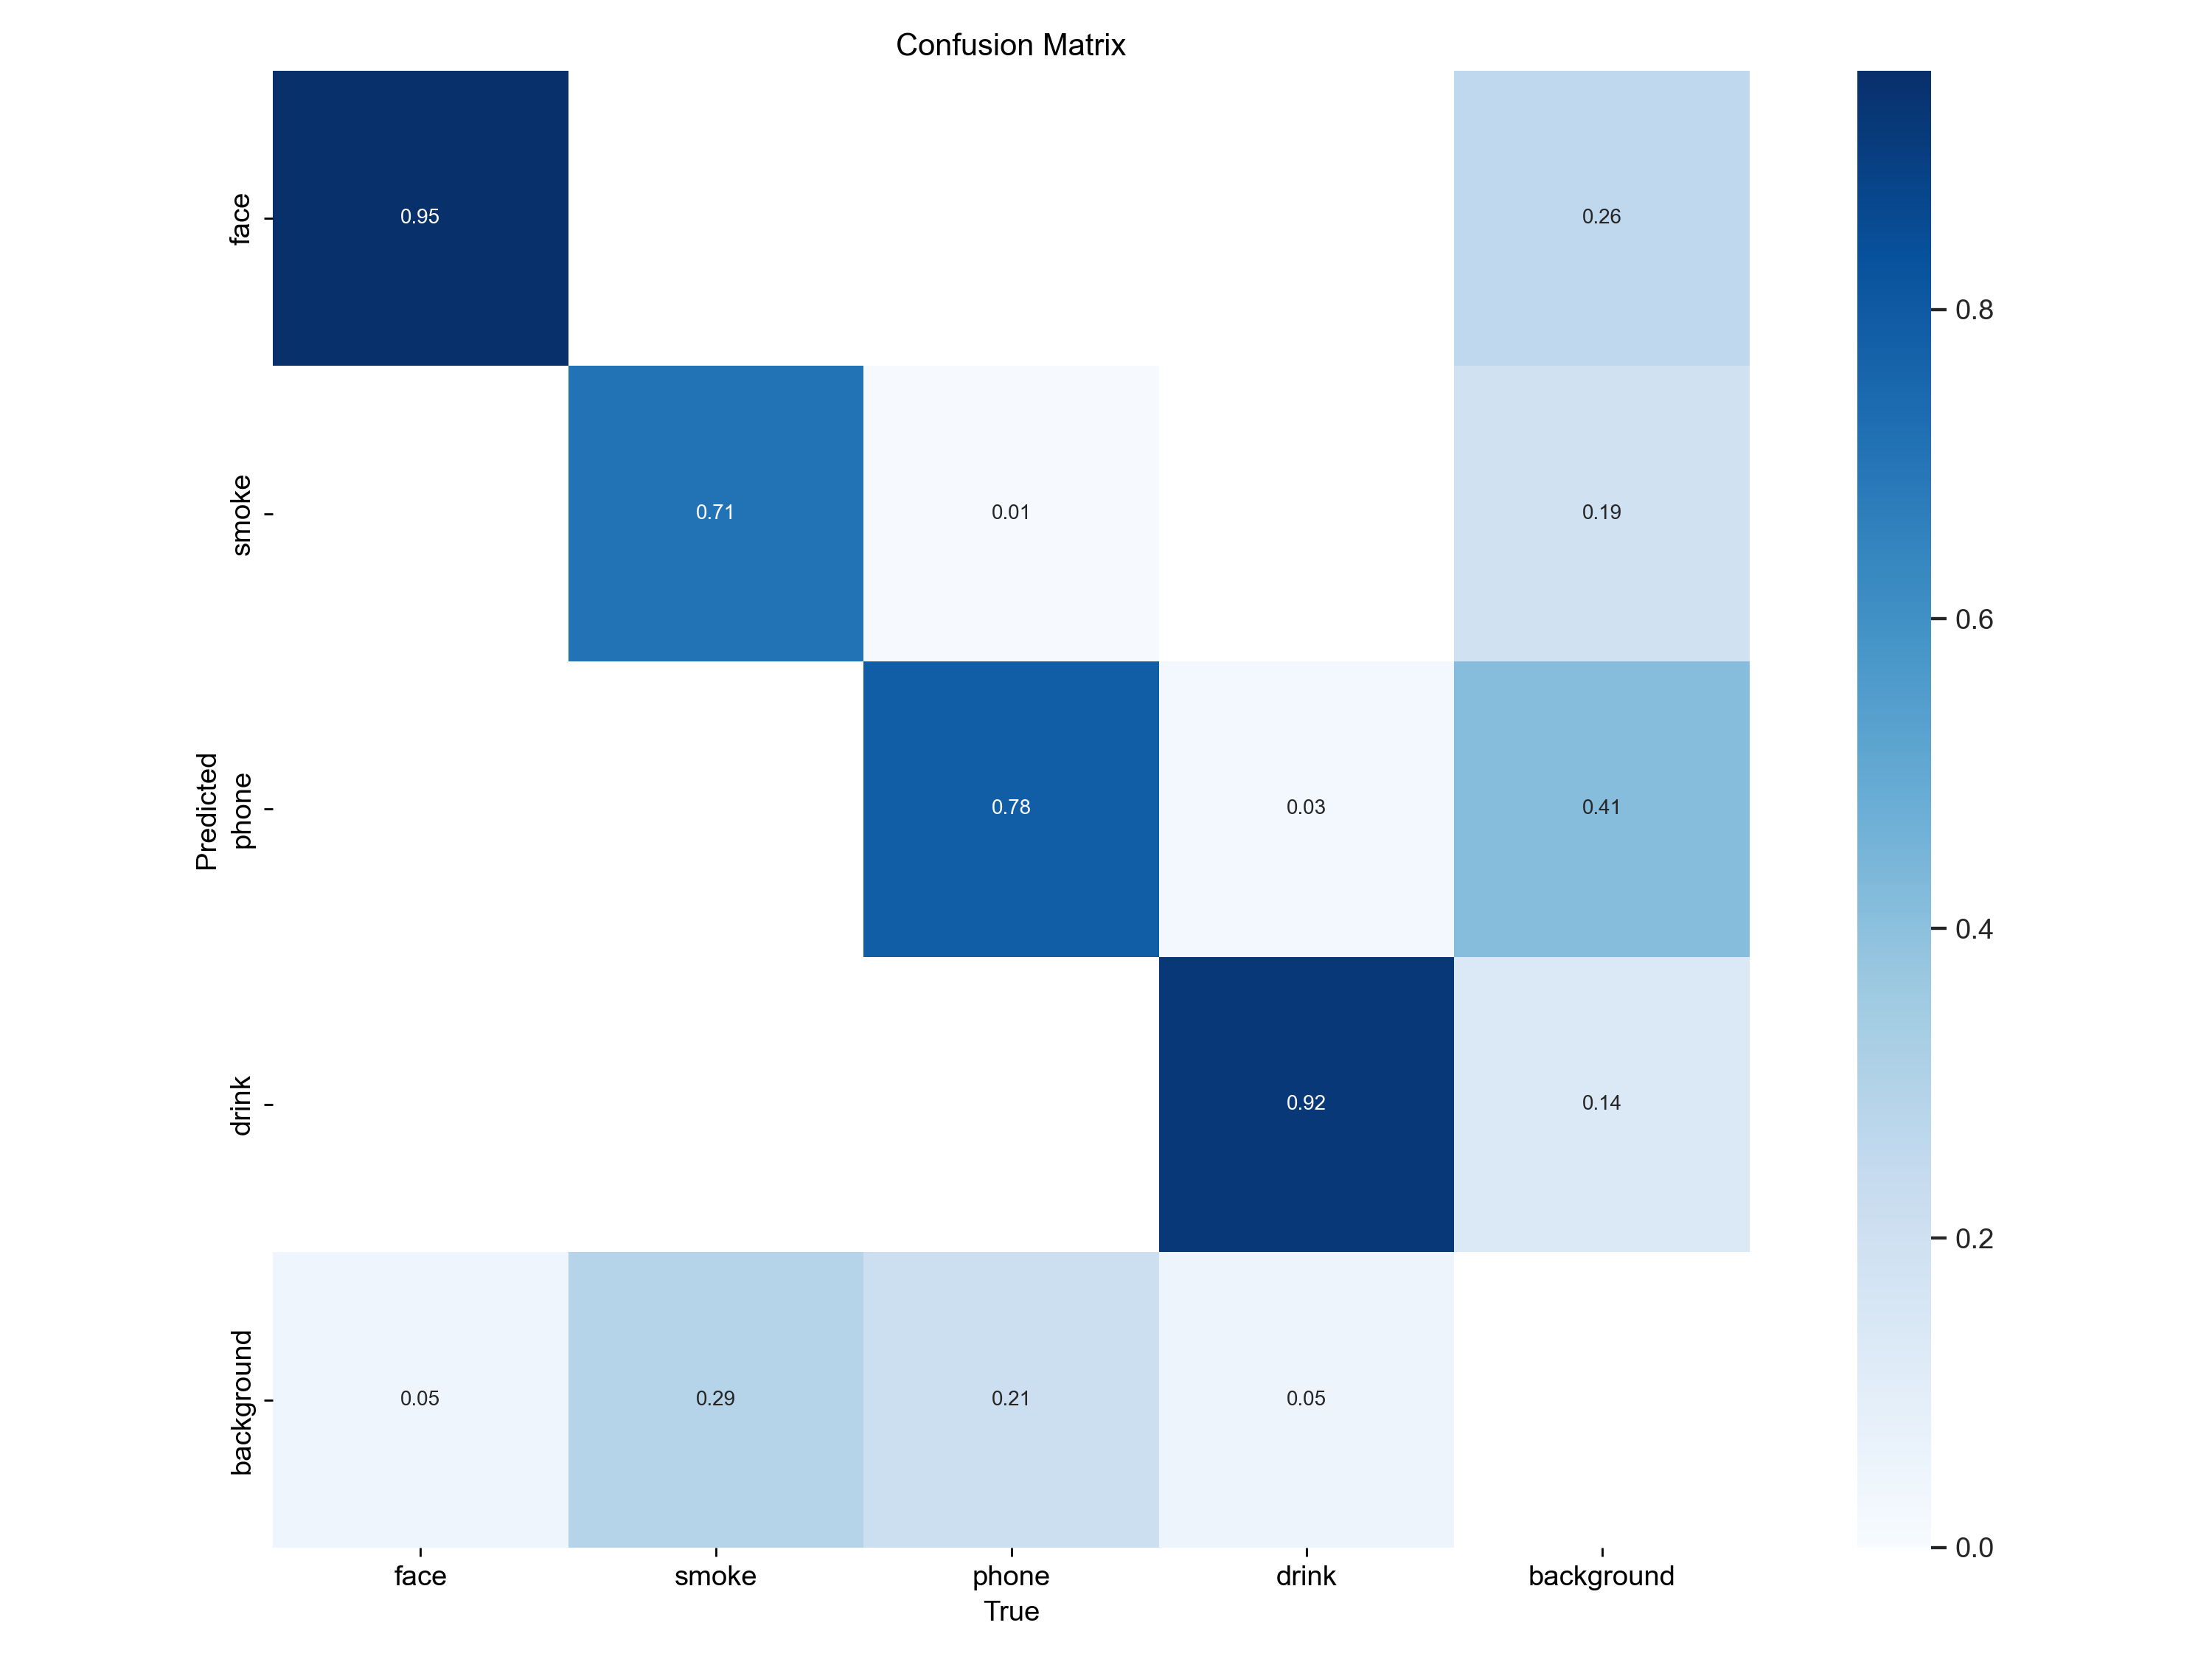 Confusion Matrix
face
0.95
0.26
smoke
0.71
0.01
0.19
Predicted
phone
0.78
0.03
0.41
drink
0.92
0.14
background
0.05
0.29
0.21
0.05
face
smoke
phone
drink
background
True
0.8
0.6
0.4
0.2
0.0